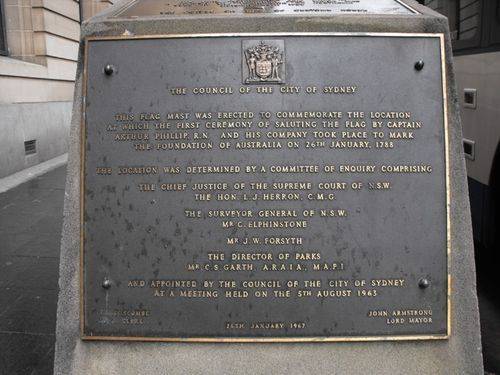 THE COUNCIL OF THE CITY OF SYDNEY
THIS FLAG MAST WAS ERECTED TO COMMEMORATE THE LOCATION
AT WHICH THE FIRST CEREMONY OF SALUTING THE FLAG BY CAPTAIN
ARTHUR PHILLIP, R.N. AND HIS COMPANY TOOK PLACE TO MARK
THE FOUNDATION OF AUSTRALIA ON 26TH JANUARY, 1788
THE LOCATION WAS DETERMINED BY A COMMITTEE OF ENQUIRY COMPRISING
THE CHIEF JUSTICE OF THE SUPREME COURT OF N.S.W.
THE HON. L.J. HERRON, C.M.G.
THE SURVEYOR GENERAL OF N.S.W.
MR G. ELPHINSTONE
MR J.W. FORSYTH
THE DIRECTOR OF PARKS
MR C.S. GARTH A.R.A.I.A., M.A.P.I.
AND APPOINTED BY THE COUNCIL OF THE CITY OF SYDNEY
AT A MEETING HELD ON THE 5TH AUGUST 1963
JOHN ARMSTRONG
LORD MAYOR
26TH JANUARY 1967